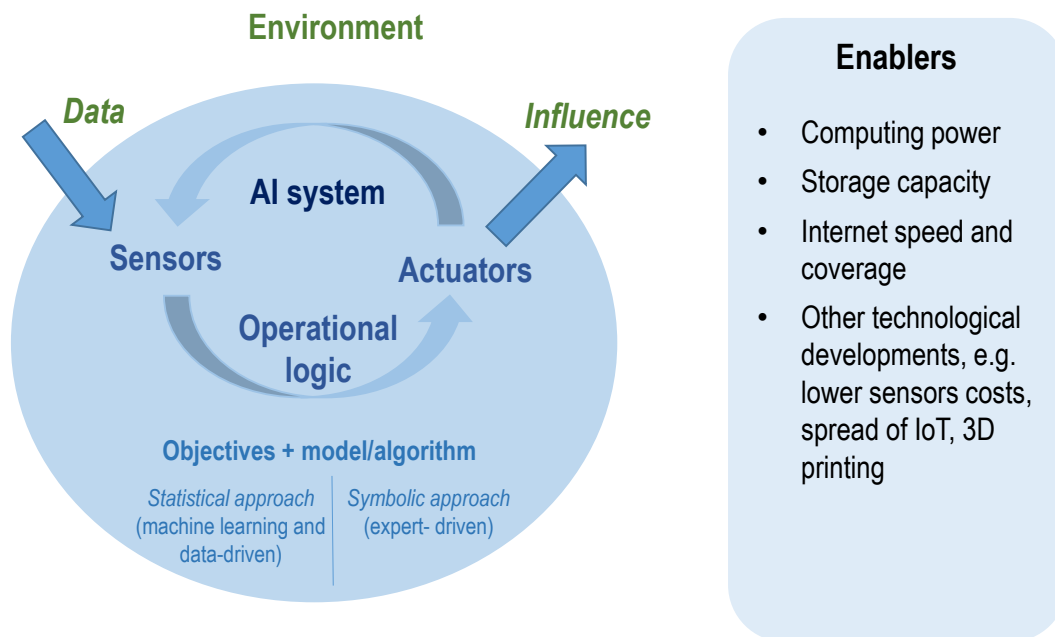 Environment
Data
Influence
AI system
Sensors
Actuators
Operational
logic
Objectives + model/algorithm
Statistical approach
(machine learning and
data-driven)
Symbolic approach
(expert- driven)
Enablers
• Computing power
• Storage capacity
• Internet speed and
coverage
• Other technological
developments, e.g.
lower sensors costs,
spread of IoT, 3D
printing